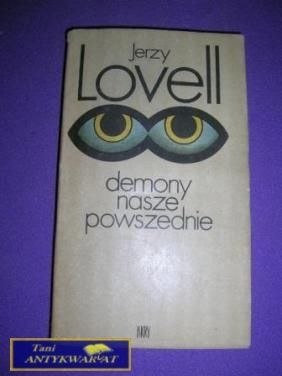 Jerzy
Lovell
demony
nasze
powszednie
Tani
ANTYKWARIAT